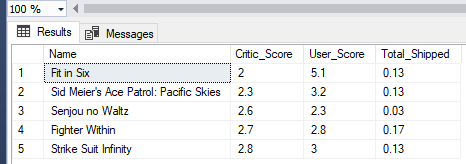 100 %
Results Messages
Name Critic_Score User_Score Total_Shipped
1 Fit in Six 2 5.1 0.13
2 Sid Meier's Ace Patrol: Pacific Skies 2.3 3.2 0.13
3 Senjou no Waltz 2.6 2.3 0.03
4 Fighter Within 2.7 2.8 0.17
5 Strike Suit Infinity 2.8 3 0.13